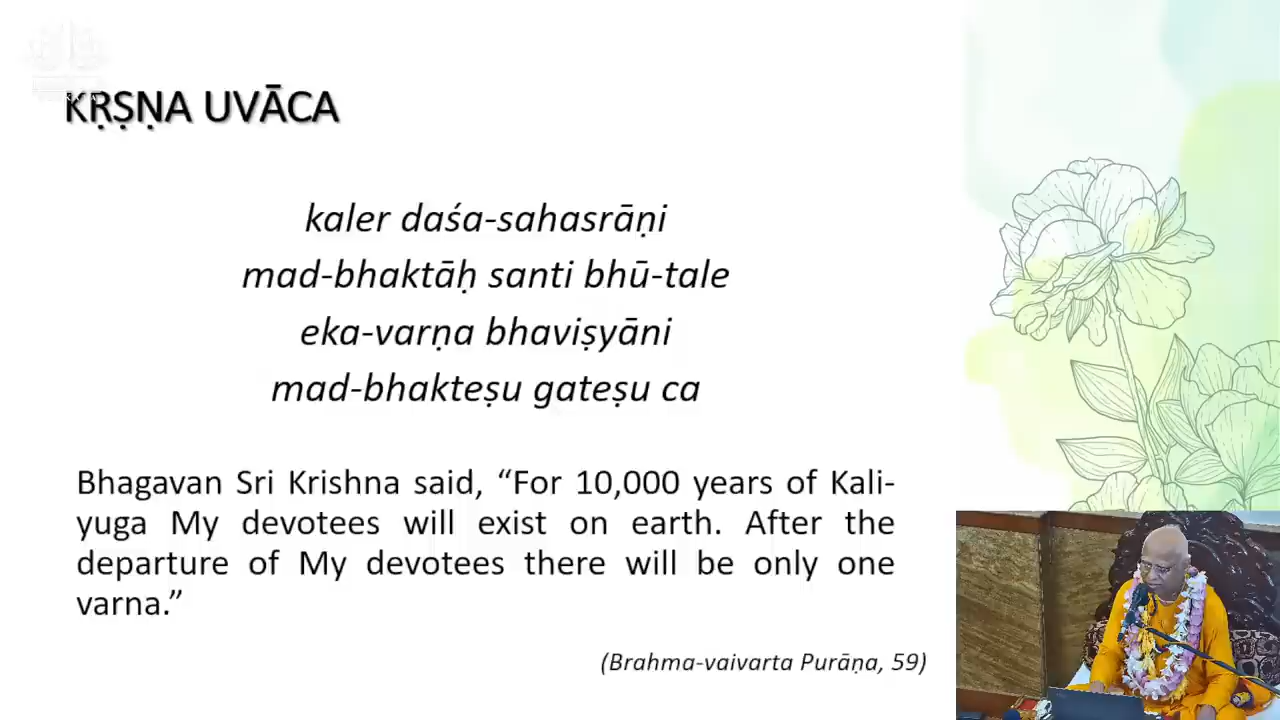 KṚṢṆA UVĀCA
kaler daśa-sahasrāṇi
mad-bhaktāḥ santi bhū-tale
eka-varṇa bhaviṣyāni
mad-bhakteṣu gateṣu ca
Bhagavan Sri Krishna said, “For 10,000 years of Kali-
yuga My devotees will exist on earth. After the
departure of My devotees there will be only one
varna.”
(Brahma-vaivarta Purāṇa, 59)